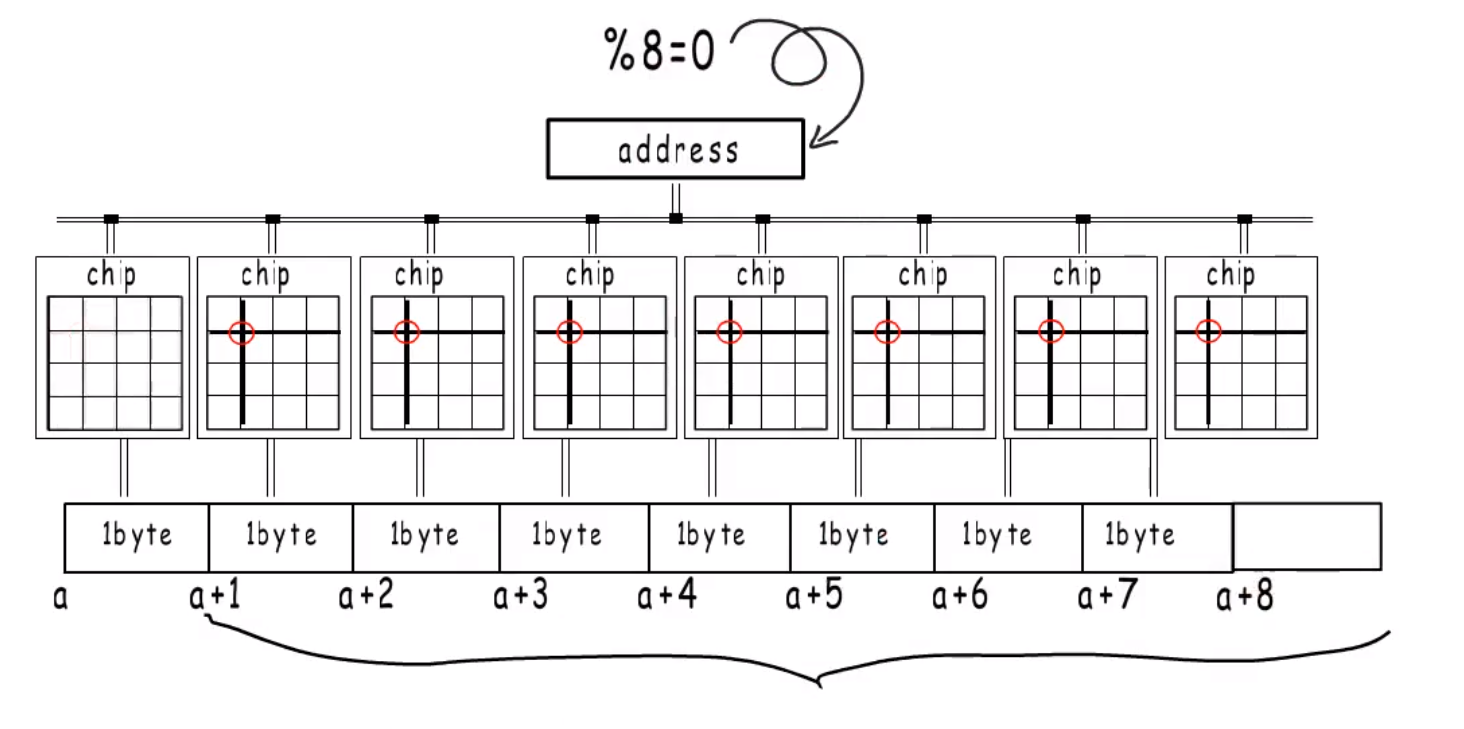 %8=0
address
chip chip chip chip chip chip chip chip
1byte 1byte 1byte 1byte 1byte 1byte 1byte 1byte
a a+1 a+2 a+3 a+4 a+5 a+6 a+7 a+8